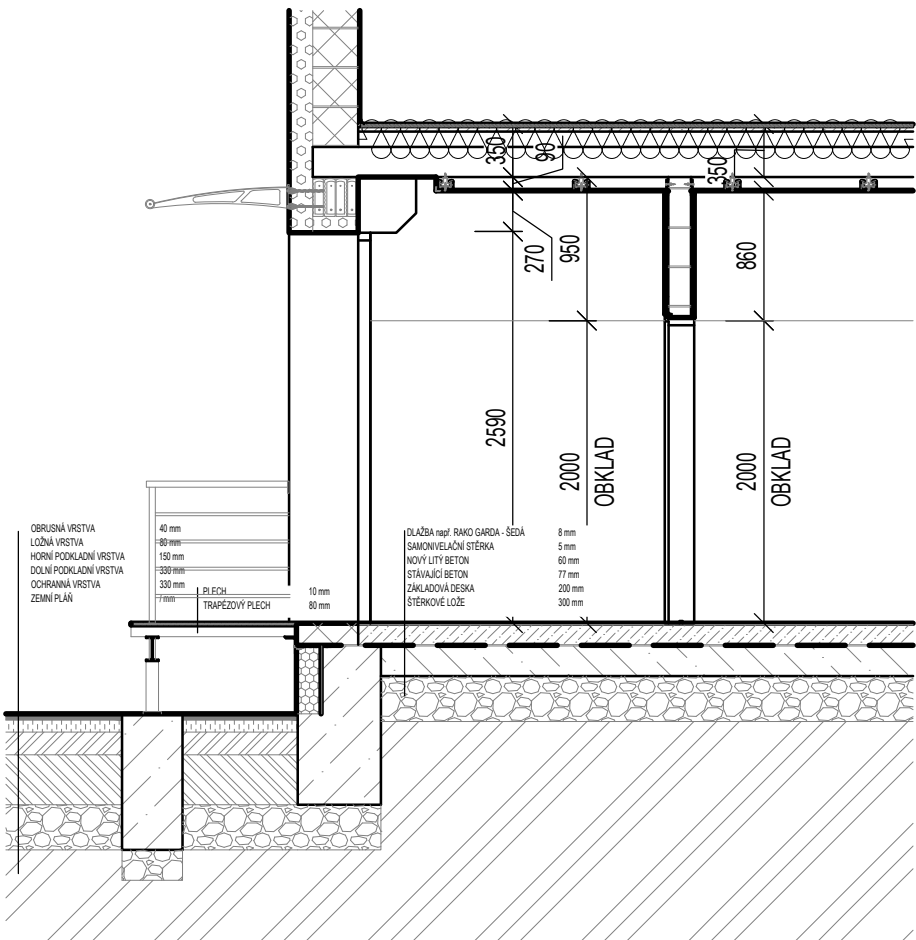 350
90
350
270
950
860
2590
2000
OBKLAD
2000
OBKLAD
OBRUSNÁ VRSTVA 40 mm
LOŽNÁ VRSTVA 80 mm
HORNÍ PODKLADNÍ VRSTVA 150 mm
DOLNÍ PODKLADNÍ VRSTVA 330 mm
OCHRANNÁ VRSTVA 330 mm
ZEMNÍ PLÁŇ / mm
PLECH 10 mm
TRAPÉZOVÝ PLECH 80 mm
DLAŽBA např. RAKO GARDA - ŠEDÁ 8 mm
SAMONIVELAČNÍ STĚRKA 5 mm
NOVÝ LITÝ BETON 60 mm
STÁVAJÍCÍ BETON 77 mm
ZÁKLADOVÁ DESKA 200 mm
ŠTĚRKOVÉ LOŽE 300 mm